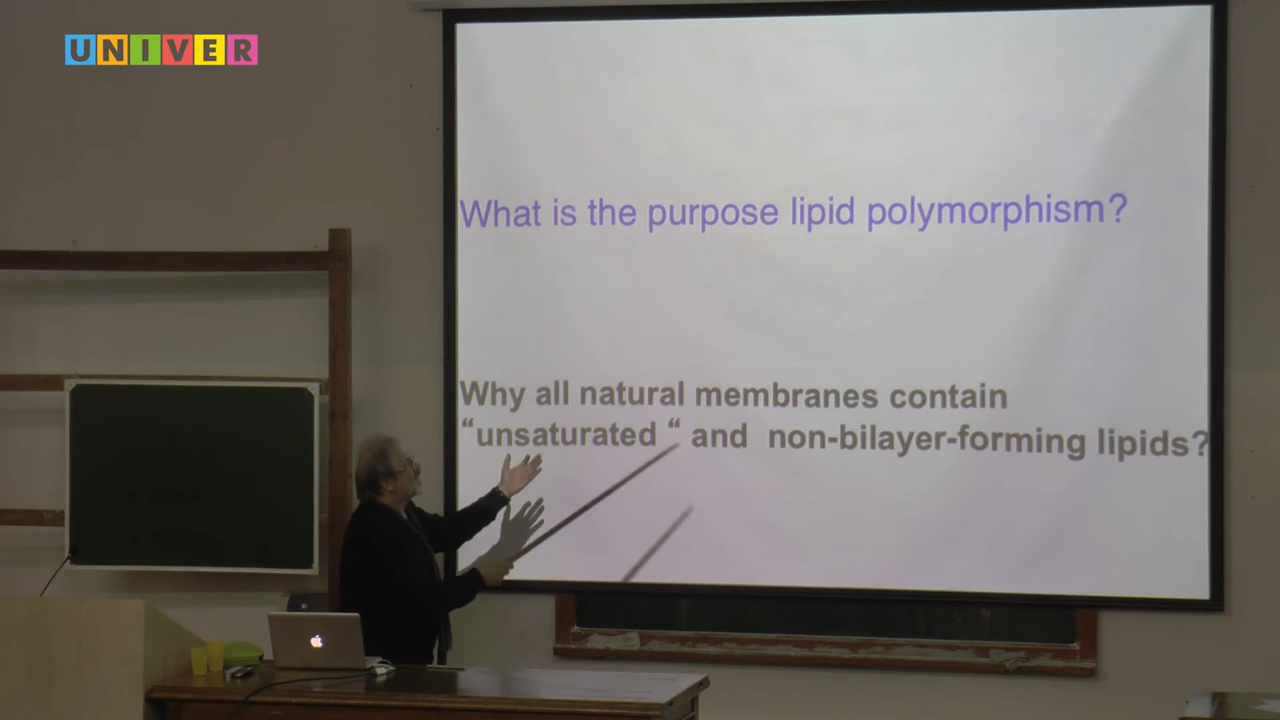 UNIVER
What is the purpose lipid polymorphism?
Why all natural membranes contain
“unsaturated “ and non-bilayer-forming lipids?